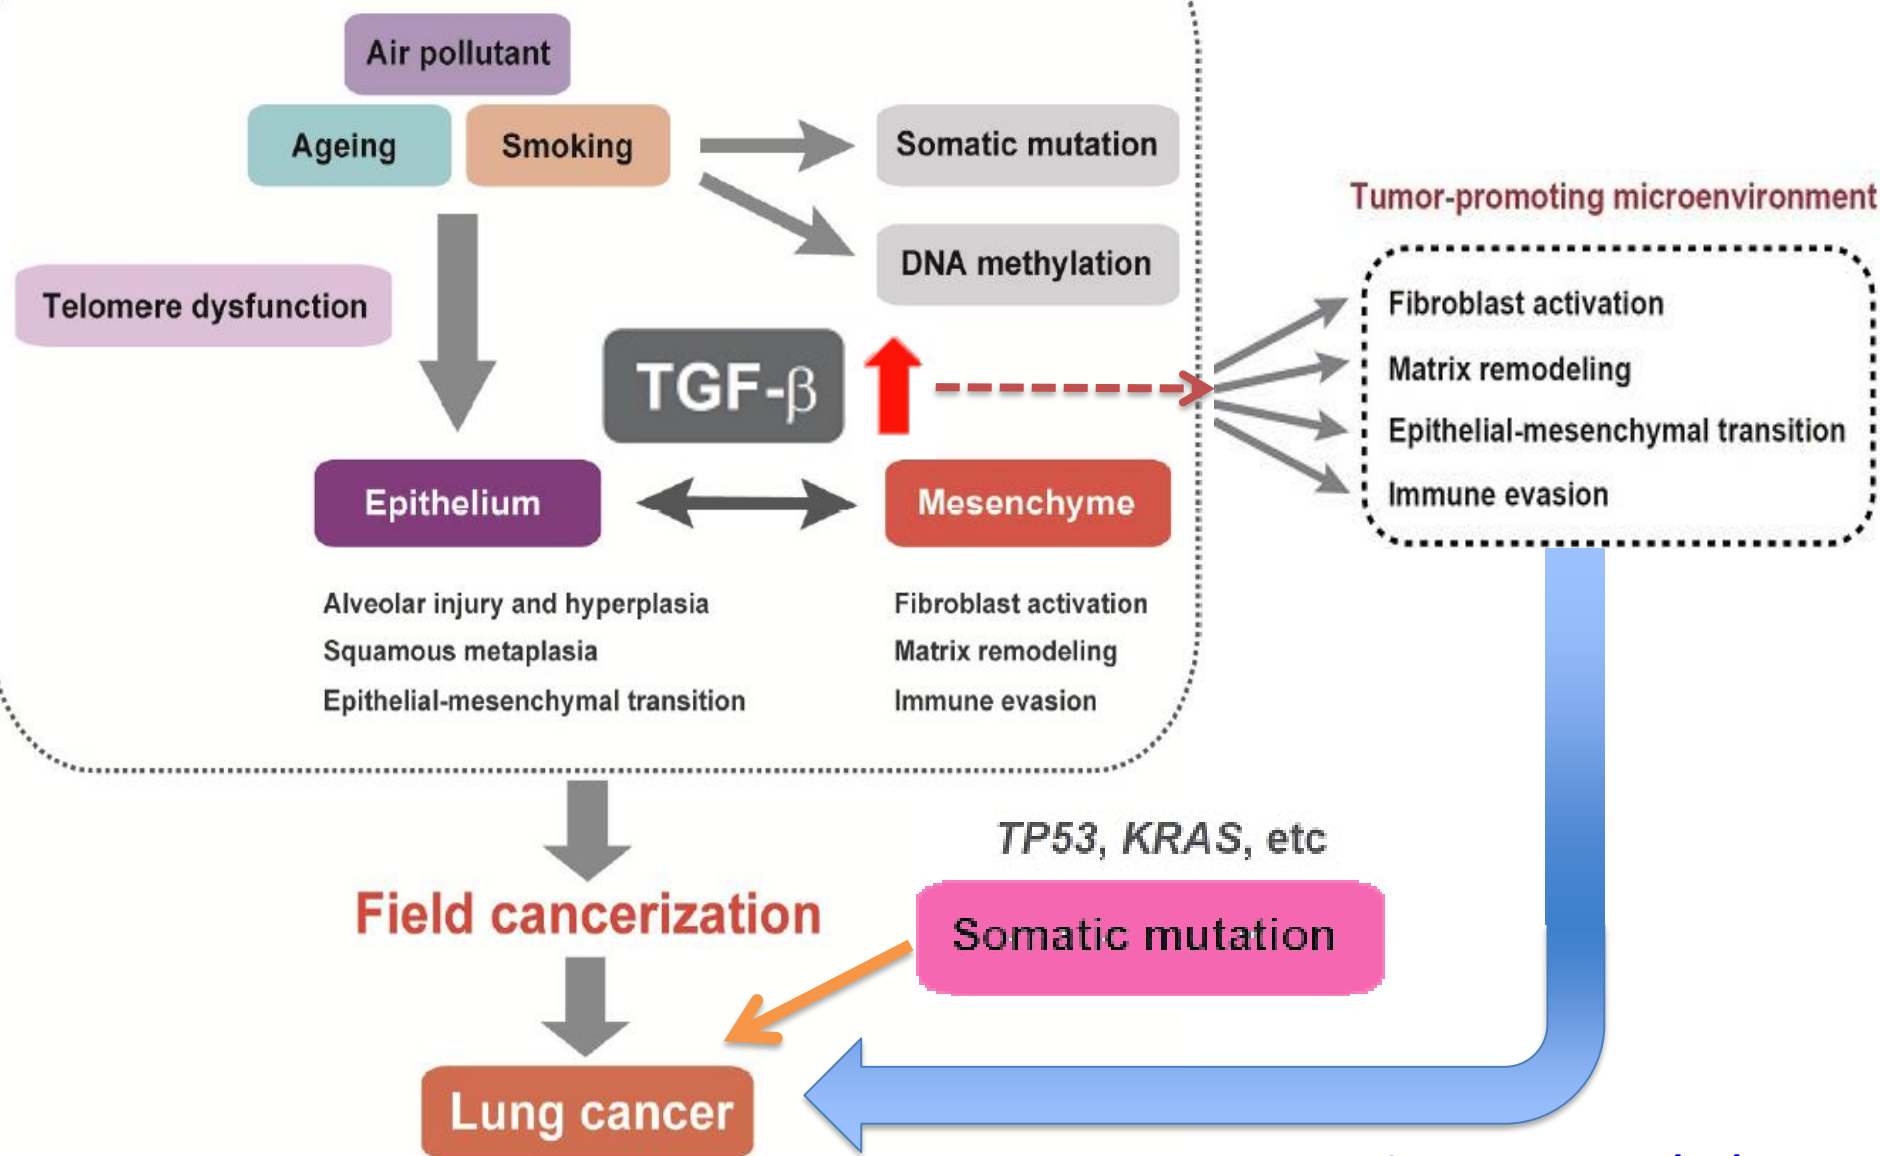 Air pollutant
Ageing
Smoking
Somatic mutation
DNA methylation
Telomere dysfunction
TGF-β
Epithelium
Mesenchyme
Alveolar injury and hyperplasia
Squamous metaplasia
Epithelial-mesenchymal transition
Fibroblast activation
Matrix remodeling
Immune evasion
Tumor-promoting microenvironment
Fibroblast activation
Matrix remodeling
Epithelial-mesenchymal transition
Immune evasion
Field cancerization
TP53, KRAS, etc
Somatic mutation
Lung cancer